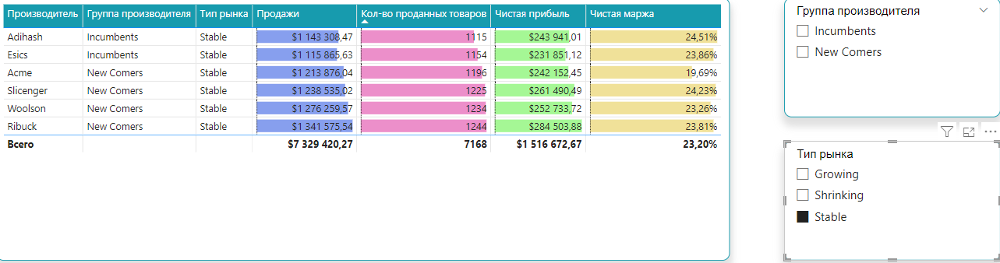 Производитель Группа производителя Тип рынка Продажи Кол-во проданных товаров Чистая прибыль Чистая маржа
Adihash Incumbents Stable $1 143 308,47 1115 $243 941,01 24,51%
Esics Incumbents Stable $1 115 865,63 1154 $231 851,12 23,86%
Acme New Comers Stable $1 213 876,04 1196 $242 152,45 19,69%
Slicenger New Comers Stable $1 238 535,02 1225 $261 490,49 24,23%
Woolson New Comers Stable $1 276 259,57 1234 $252 733,72 23,26%
Ribuck New Comers Stable $1 341 575,54 1244 $284 503,88 23,81%
Всего $7 329 420,27 7168 $1 516 672,67 23,20%
Группа производителя
Incumbents
New Comers
Тип рынка
Growing
Shrinking
Stable